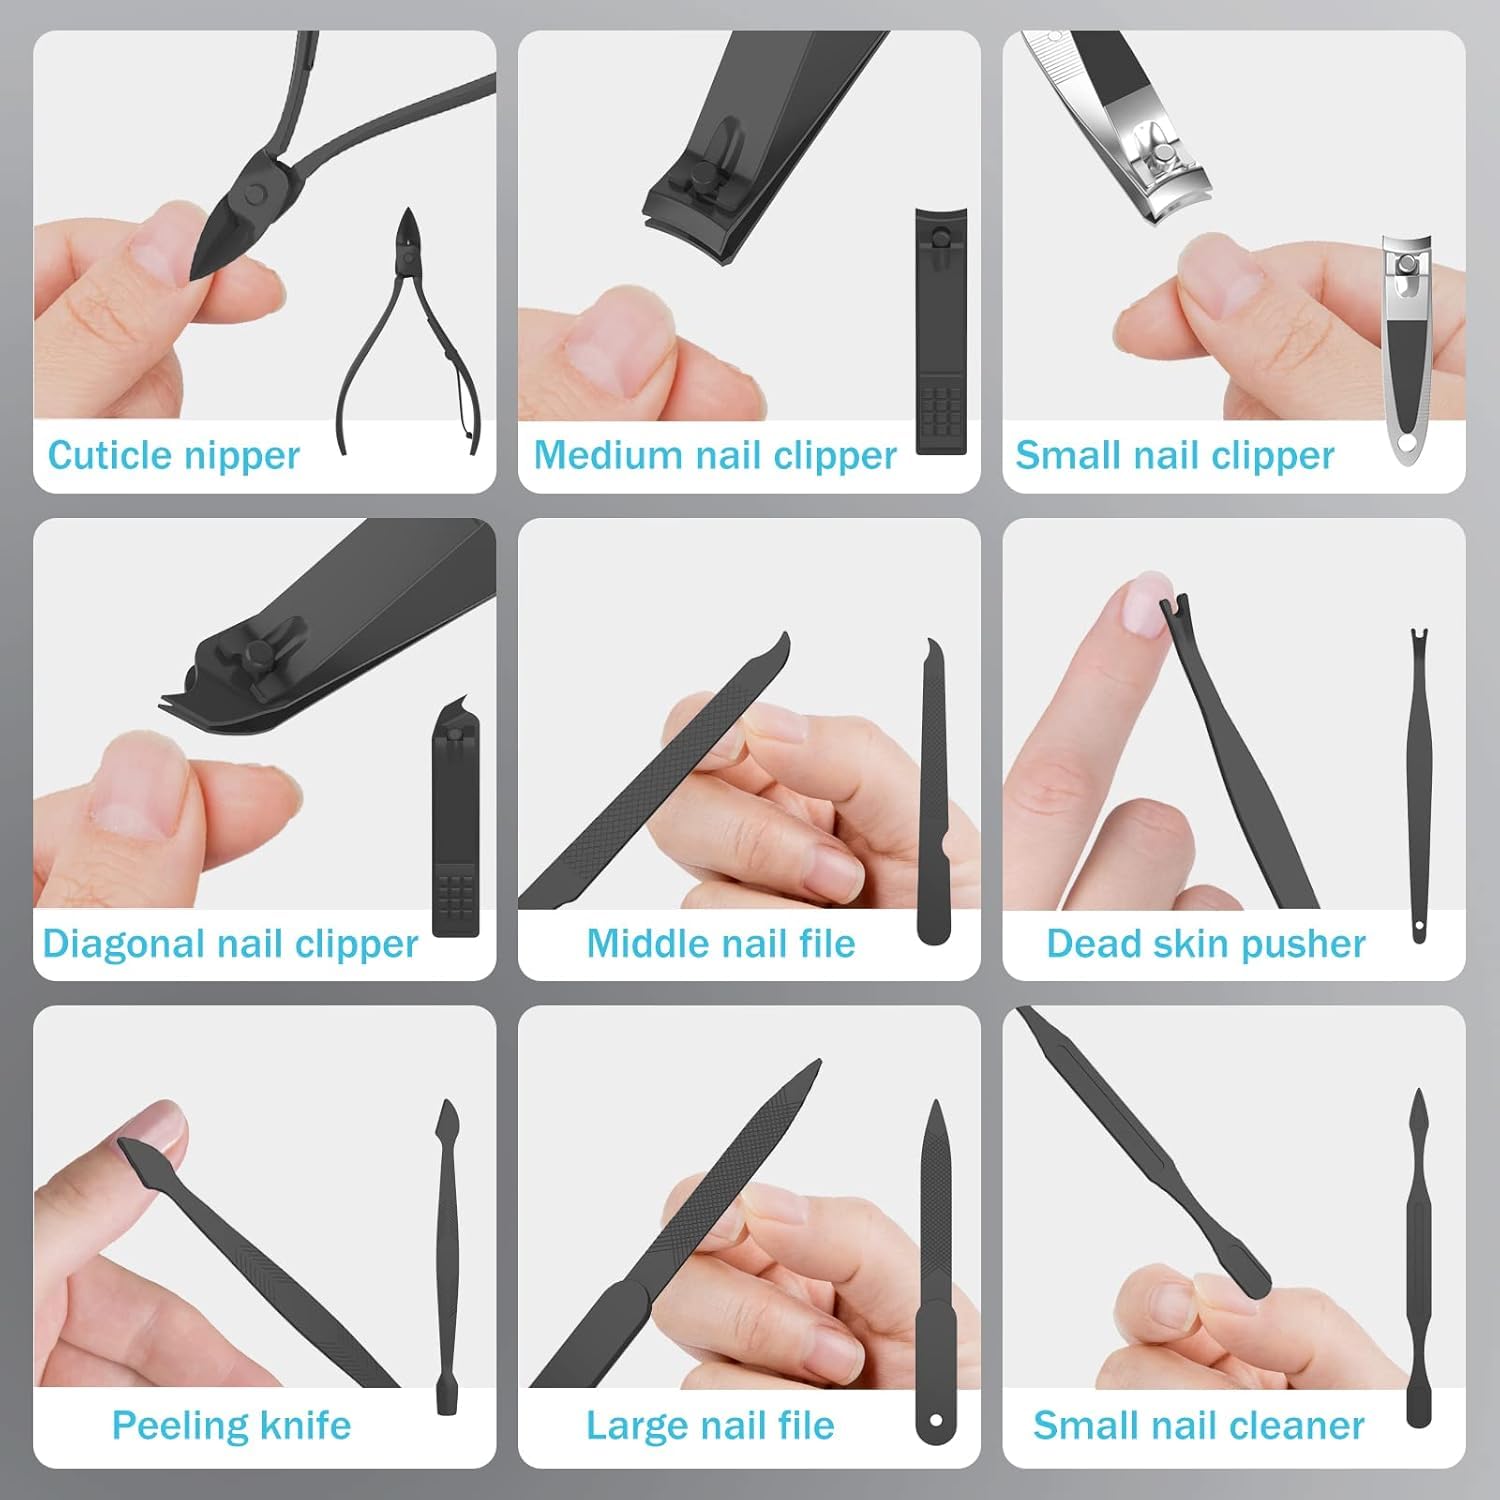 Cuticle nipper
Medium nail clipper
Small nail clipper
Diagonal nail clipper
Middle nail file
Dead skin pusher
Peeling knife
Large nail file
Small nail cleaner